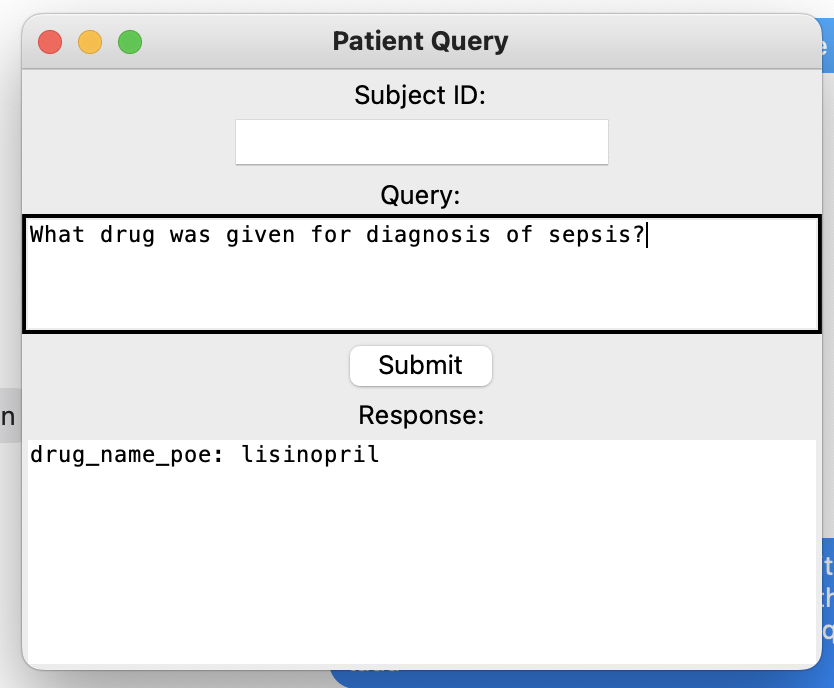 Patient Query
Subject ID:
Query:
What drug was given for diagnosis of sepsis?
Submit
Response:
drug_name_poe: lisinopril